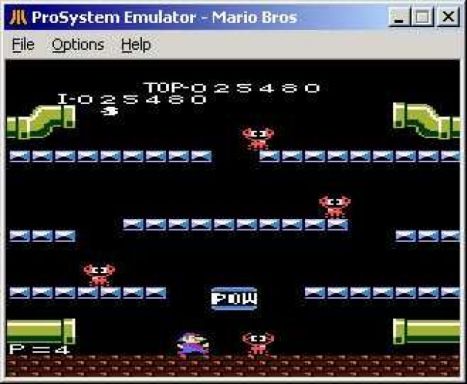 ProSystem Emulator - Mario Bros
File Options Help
TOP-025480
I-025480
POW
P=4